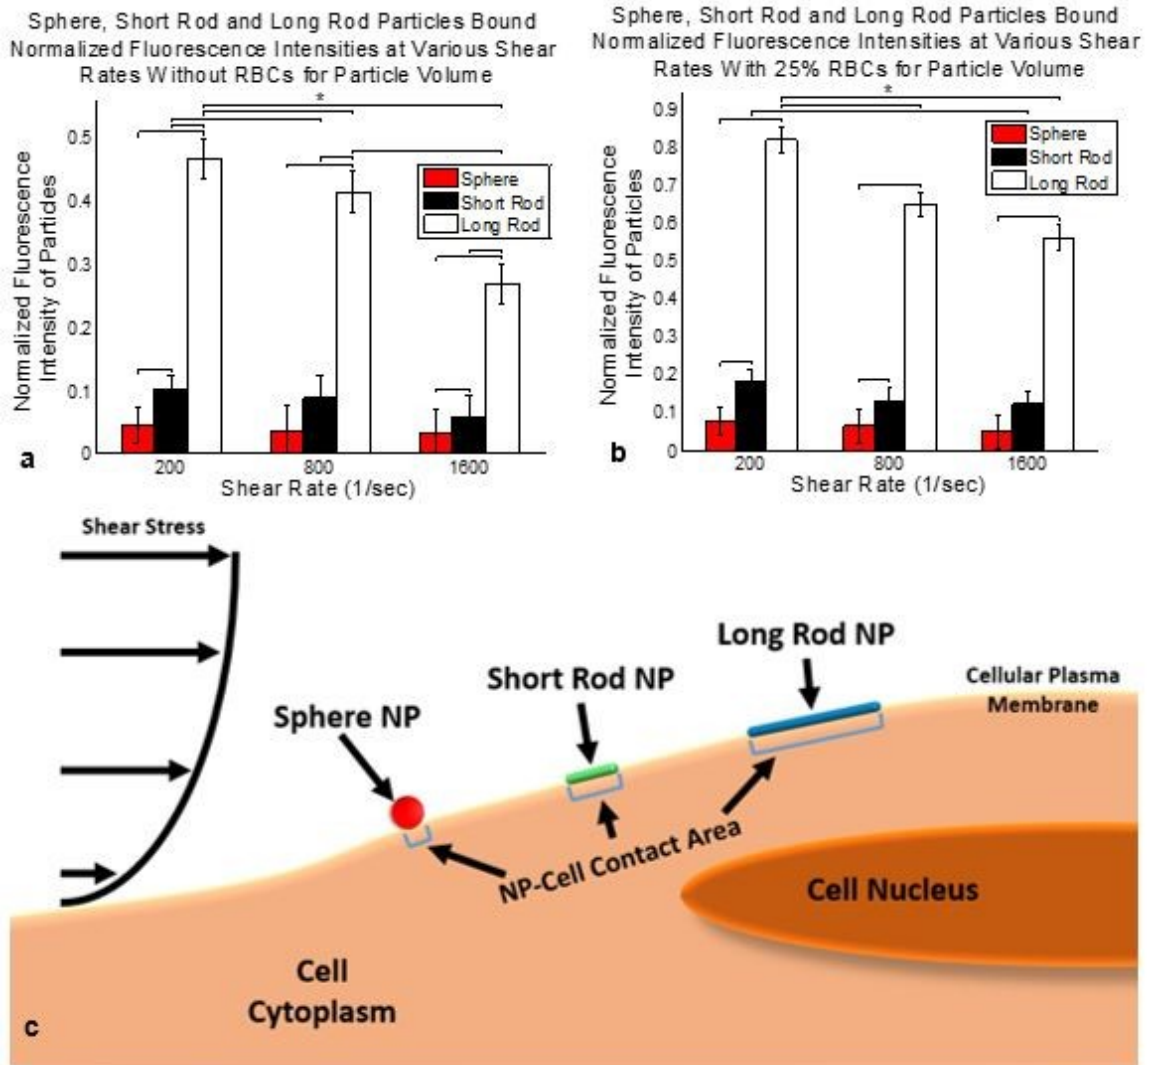 Sphere, Short Rod and Long Rod Particles Bound
Normalized Fluorescence Intensities at Various Shear
Rates Without RBCs for Particle Volume
*
0.5
0.4
0.3
0.2
0.1
0
Normalized Fluorescence
Intensity of Particles
Sphere
Short Rod
Long Rod
200
800
1600
Shear Rate (1/sec)
a
Sphere, Short Rod and Long Rod Particles Bound
Normalized Fluorescence Intensities at Various Shear
Rates With 25% RBCs for Particle Volume
*
0.9
0.8
0.7
0.6
0.5
0.4
0.3
0.2
0.1
0
Normalized Fluorescence
Intensity of Particles
Sphere
Short Rod
Long Rod
200
800
1600
Shear Rate (1/sec)
b
Shear Stress
Long Rod NP
Short Rod NP
Cellular Plasma
Membrane
Sphere NP
NP-Cell Contact Area
Cell Nucleus
Cell
Cytoplasm
c